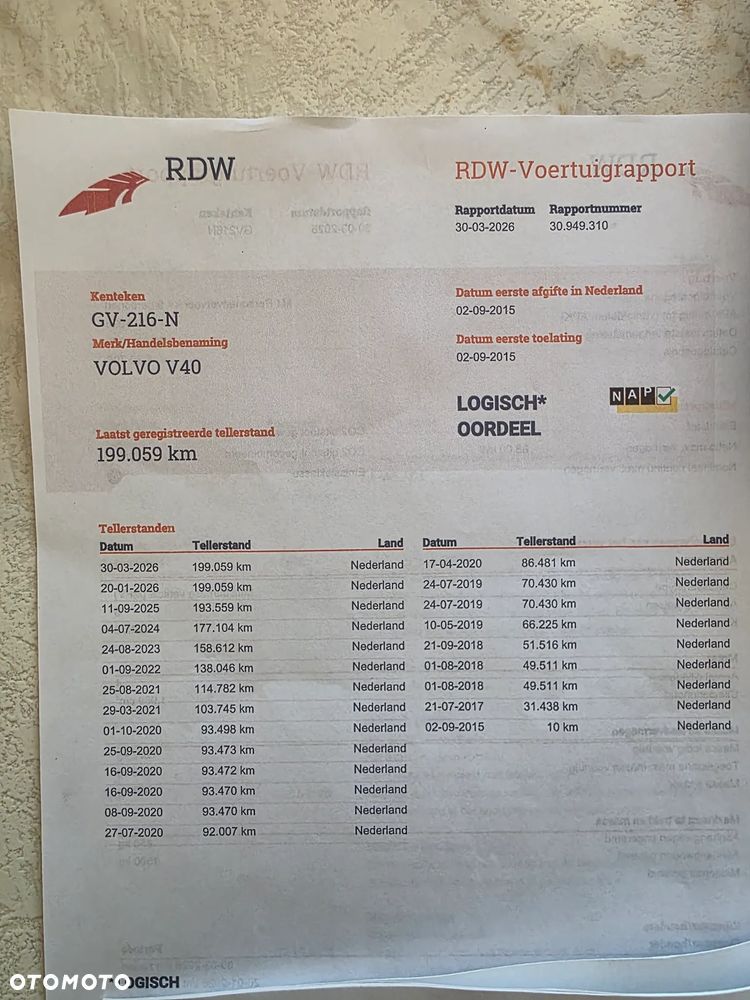 RDW
RDW-Voertuigrapport
Rapportdatum Rapportnummer
30-03-2026 30.949.310
Kenteken
GV-216-N
Merk/Handelsbenaming
VOLVO V40
Laatst geregistreerde tellerstand
199.059 km
Datum eerste afgifte in Nederland
02-09-2015
Datum eerste toelating
02-09-2015
LOGISCH*
OORDEEL
NAP
Tellerstanden
Datum Tellerstand Land
30-03-2026 199.059 km Nederland
20-01-2026 199.059 km Nederland
11-09-2025 193.559 km Nederland
04-07-2024 177.104 km Nederland
24-08-2023 158.612 km Nederland
01-09-2022 138.046 km Nederland
25-08-2021 114.782 km Nederland
29-03-2021 103.745 km Nederland
01-10-2020 93.498 km Nederland
25-09-2020 93.473 km Nederland
16-09-2020 93.472 km Nederland
16-09-2020 93.470 km Nederland
08-09-2020 93.470 km Nederland
27-07-2020 92.007 km Nederland
Datum Tellerstand Land
17-04-2020 86.481 km Nederland
24-07-2019 70.430 km Nederland
24-07-2019 70.430 km Nederland
10-05-2019 66.225 km Nederland
21-09-2018 51.516 km Nederland
01-08-2018 49.511 km Nederland
01-08-2018 49.511 km Nederland
21-07-2017 31.438 km Nederland
02-09-2015 10 km Nederland
OTOMOTO